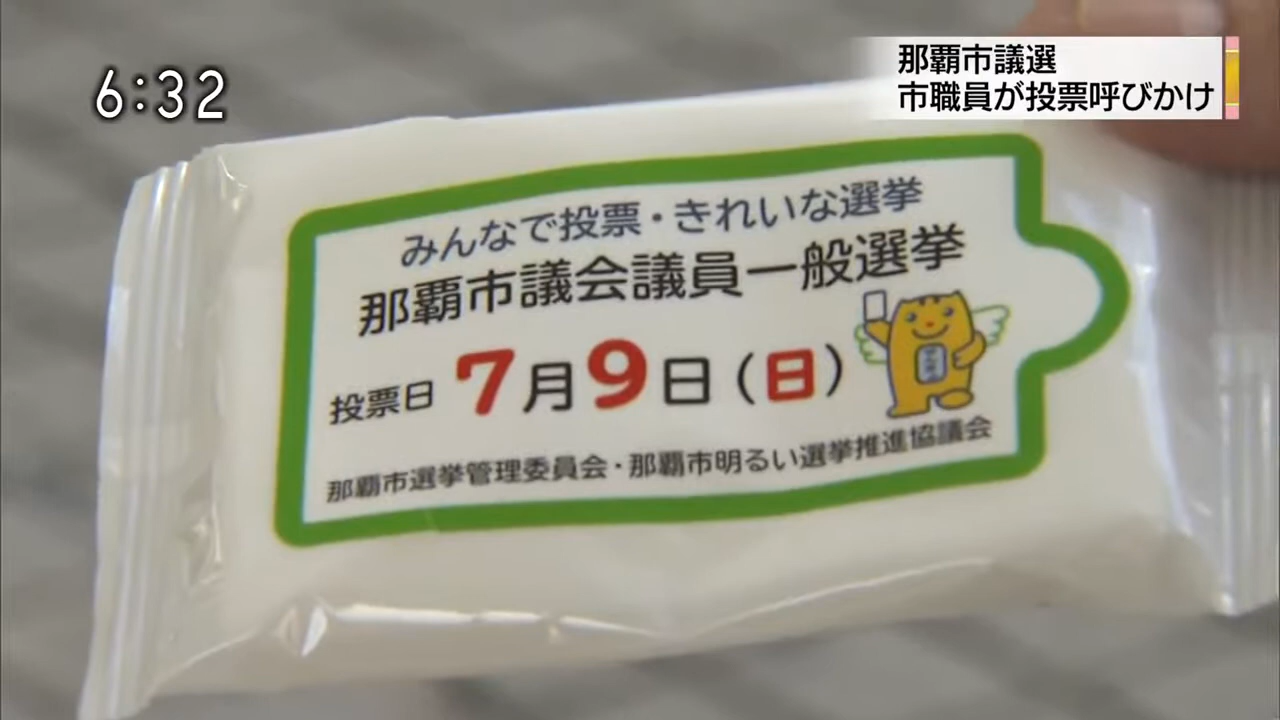 6:32
那覇市議選
市職員が投票呼びかけ
みんなで投票・きれいな選挙
那覇市議会議員一般選挙
投票日 7月9日(日)
那覇市選挙管理委員会・那覇市明るい選挙推進協議会